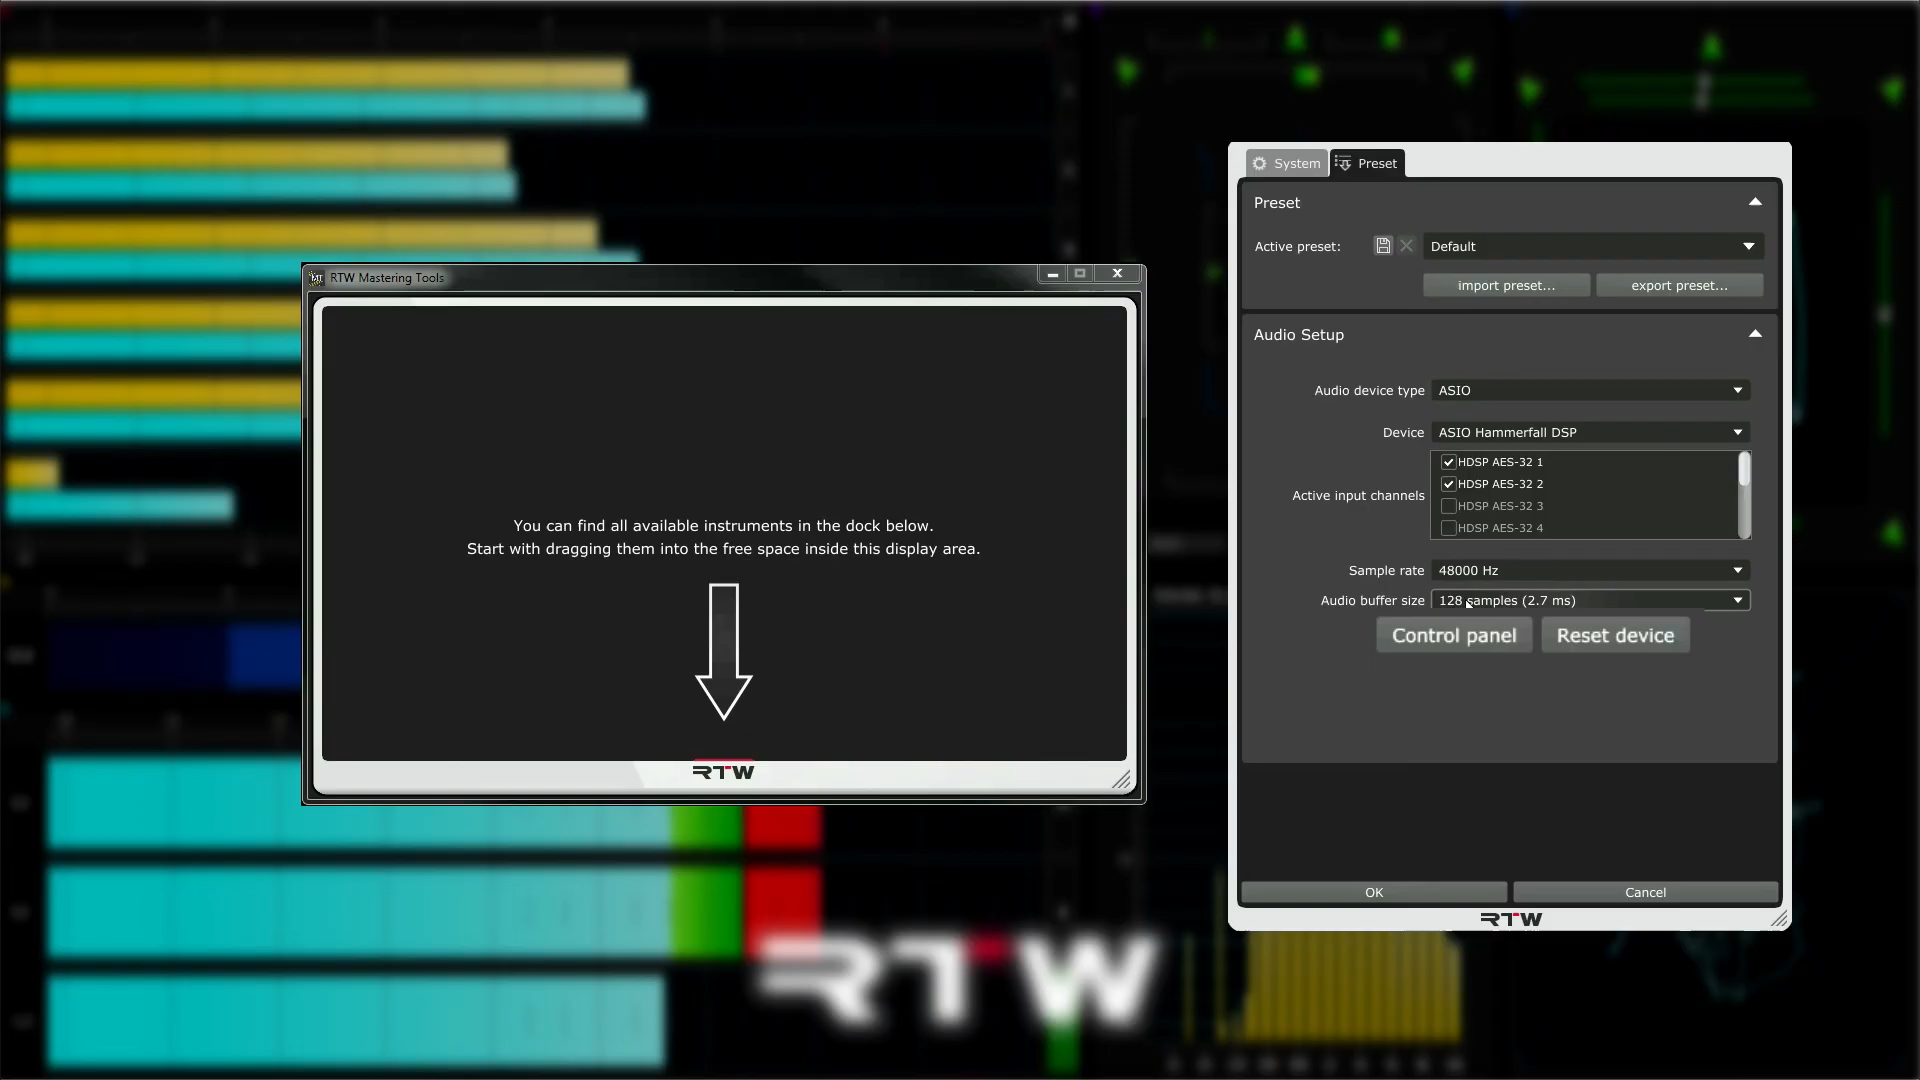 System
Preset
Preset
Active preset:
Default
import preset...
export preset...
Audio Setup
Audio device type
ASIO
Device
ASIO Hammerfall DSP
Active input channels
HDSP AES-32 1
HDSP AES-32 2
HDSP AES-32 3
HDSP AES-32 4
Sample rate
48000 Hz
Audio buffer size
128 samples (2.7 ms)
Control panel
Reset device
OK
Cancel
RTW
MT
RTW Mastering Tools
You can find all available instruments in the dock below.
Start with dragging them into the free space inside this display area.
RTW
RTW